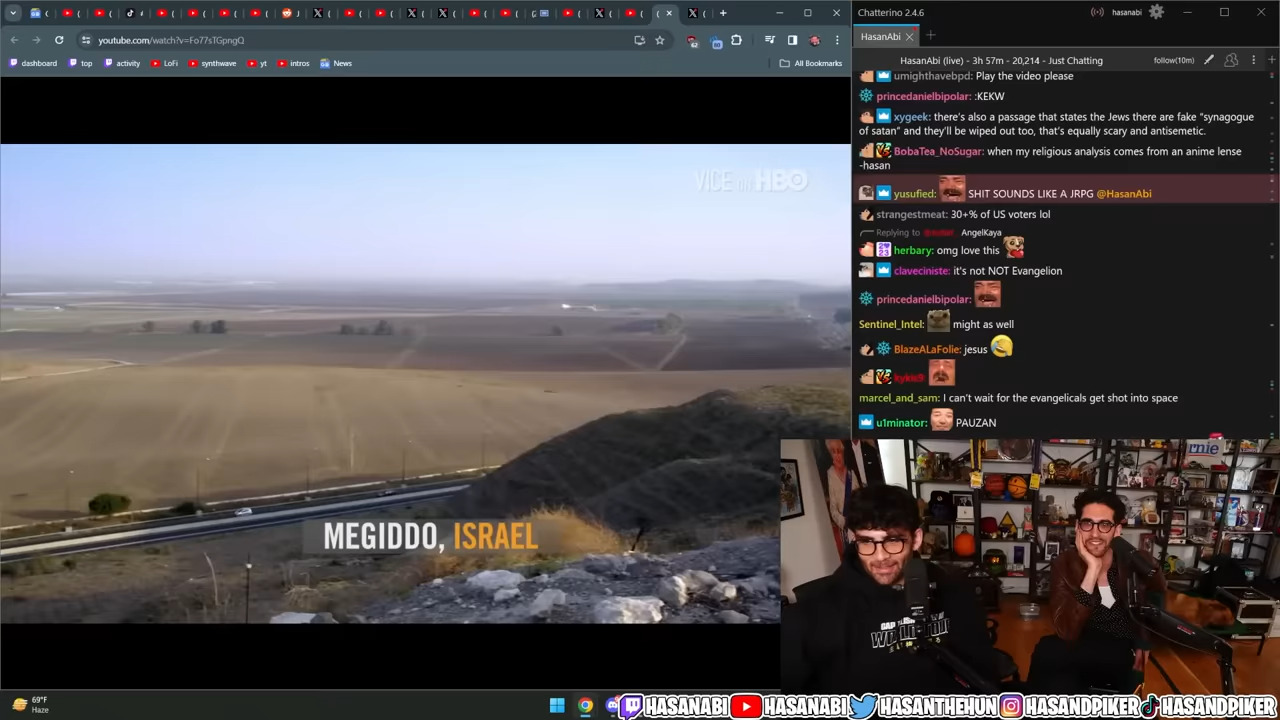 youtube.com/watch?v=Fo77sTGpngQ
dashboard
top
activity
LoFi
synthwave
yt
intros
News
All Bookmarks
VICE ON HBO
MEGIDDO, ISRAEL
69°F
Haze
Chatterino 2.4.6
hasanabi
HasanAbi
HasanAbi (live) - 3h 57m - 20,214 - Just Chatting
follow(10m)
umighthavebpd: Play the video please
princedanielbipolar: :KEKW
xygeek: there's also a passage that states the Jews there are fake "synagogue
of satan" and they'll be wiped out too, that's equally scary and antisemetic.
BobaTea_NoSugar: when my religious analysis comes from an anime lense
-hasan
yusufied: SHIT SOUNDS LIKE A JRPG @HasanAbi
strangestmeat: 30+% of US voters lol
Replying to AngelKaya
herbary: omg love this
claveciniste: it's not NOT Evangelion
princedanielbipolar:
Sentinel_Intel: might as well
BlazeALaFolie: jesus
kykis9
marcel_and_sam: I can't wait for the evangelicals get shot into space
u1minator: PAUZAN
HASANABI HASANABI HASANTHEHUN HASANDPIKER HASANDPIKER